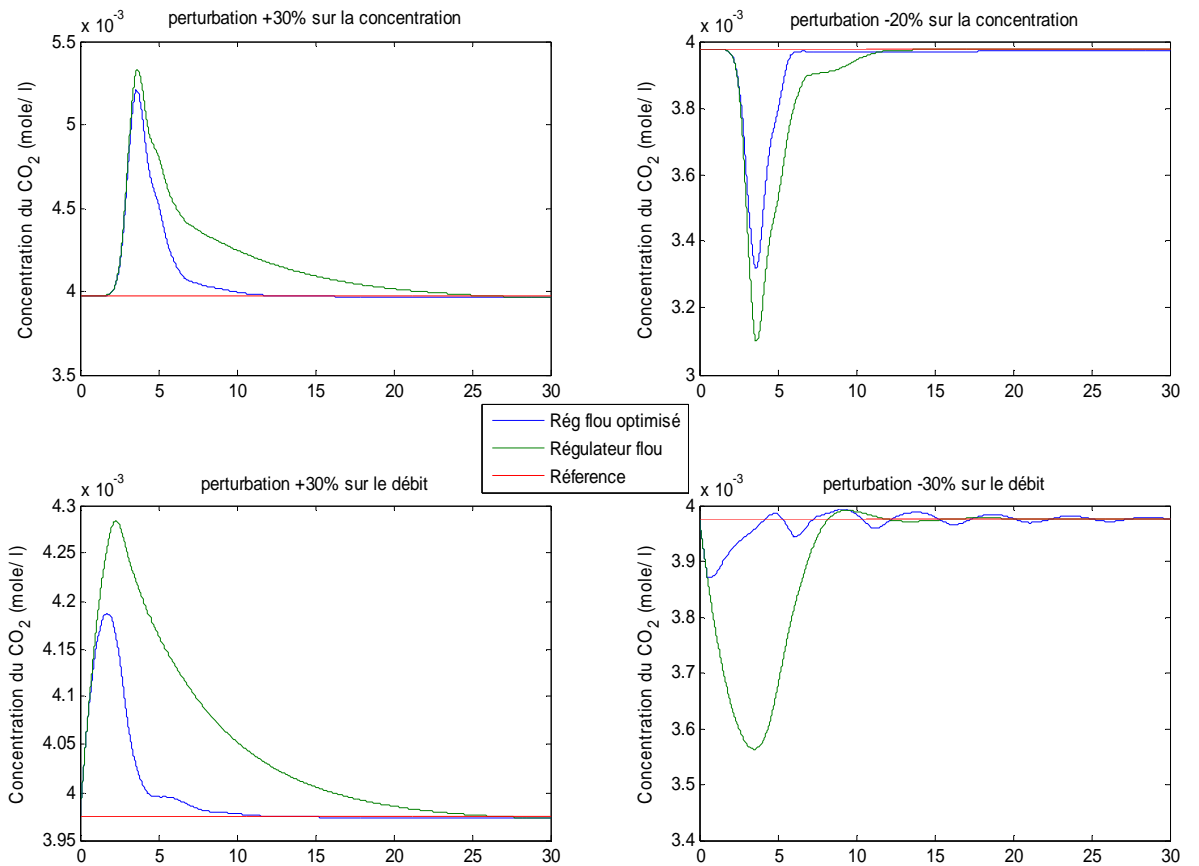 x 10-3
perturbation +30% sur la concentration
5.5
5
4.5
4
3.5
Concentration du CO2 (mole/ l)
0 5 10 15 20 25 30
x 10-3
perturbation -20% sur la concentration
4
3.8
3.6
3.4
3.2
3
Concentration du CO2 (mole/ l)
0 5 10 15 20 25 30
Rég flou optimisé
Régulateur flou
Réference
x 10-3
perturbation +30% sur le débit
4.3
4.25
4.2
4.15
4.1
4.05
4
3.95
Concentration du CO2 (mole/ l)
0 5 10 15 20 25 30
x 10-3
perturbation -30% sur le débit
4
3.9
3.8
3.7
3.6
3.5
3.4
Concentration du CO2 (mole/ l)
0 5 10 15 20 25 30